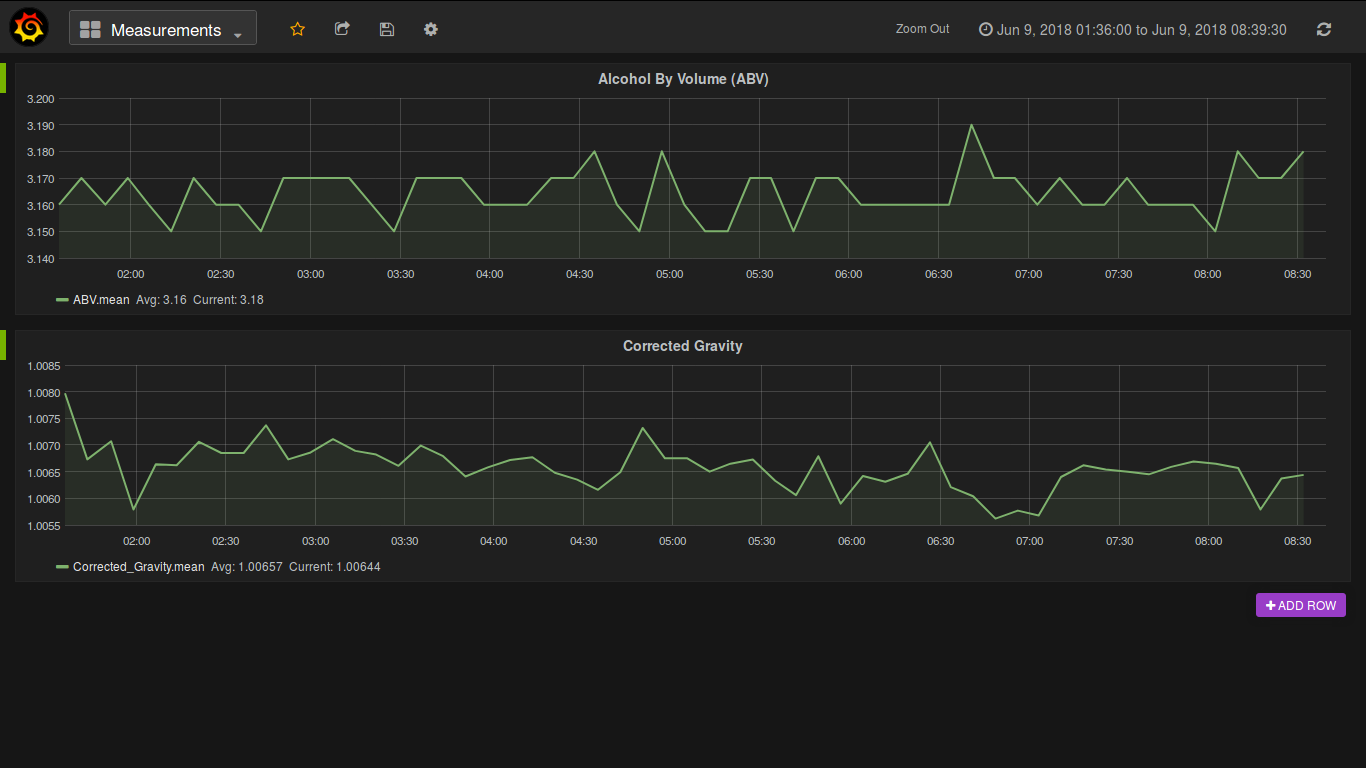 Measurements
Zoom Out
Jun 9, 2018 01:36:00 to Jun 9, 2018 08:39:30
Alcohol By Volume (ABV)
3.200
3.190
3.180
3.170
3.160
3.150
3.140
02:00 02:30 03:00 03:30 04:00 04:30 05:00 05:30 06:00 06:30 07:00 07:30 08:00 08:30
ABV.mean Avg: 3.16 Current: 3.18
Corrected Gravity
1.0085
1.0080
1.0075
1.0070
1.0065
1.0060
1.0055
02:00 02:30 03:00 03:30 04:00 04:30 05:00 05:30 06:00 06:30 07:00 07:30 08:00 08:30
Corrected_Gravity.mean Avg: 1.00657 Current: 1.00644
ADD ROW